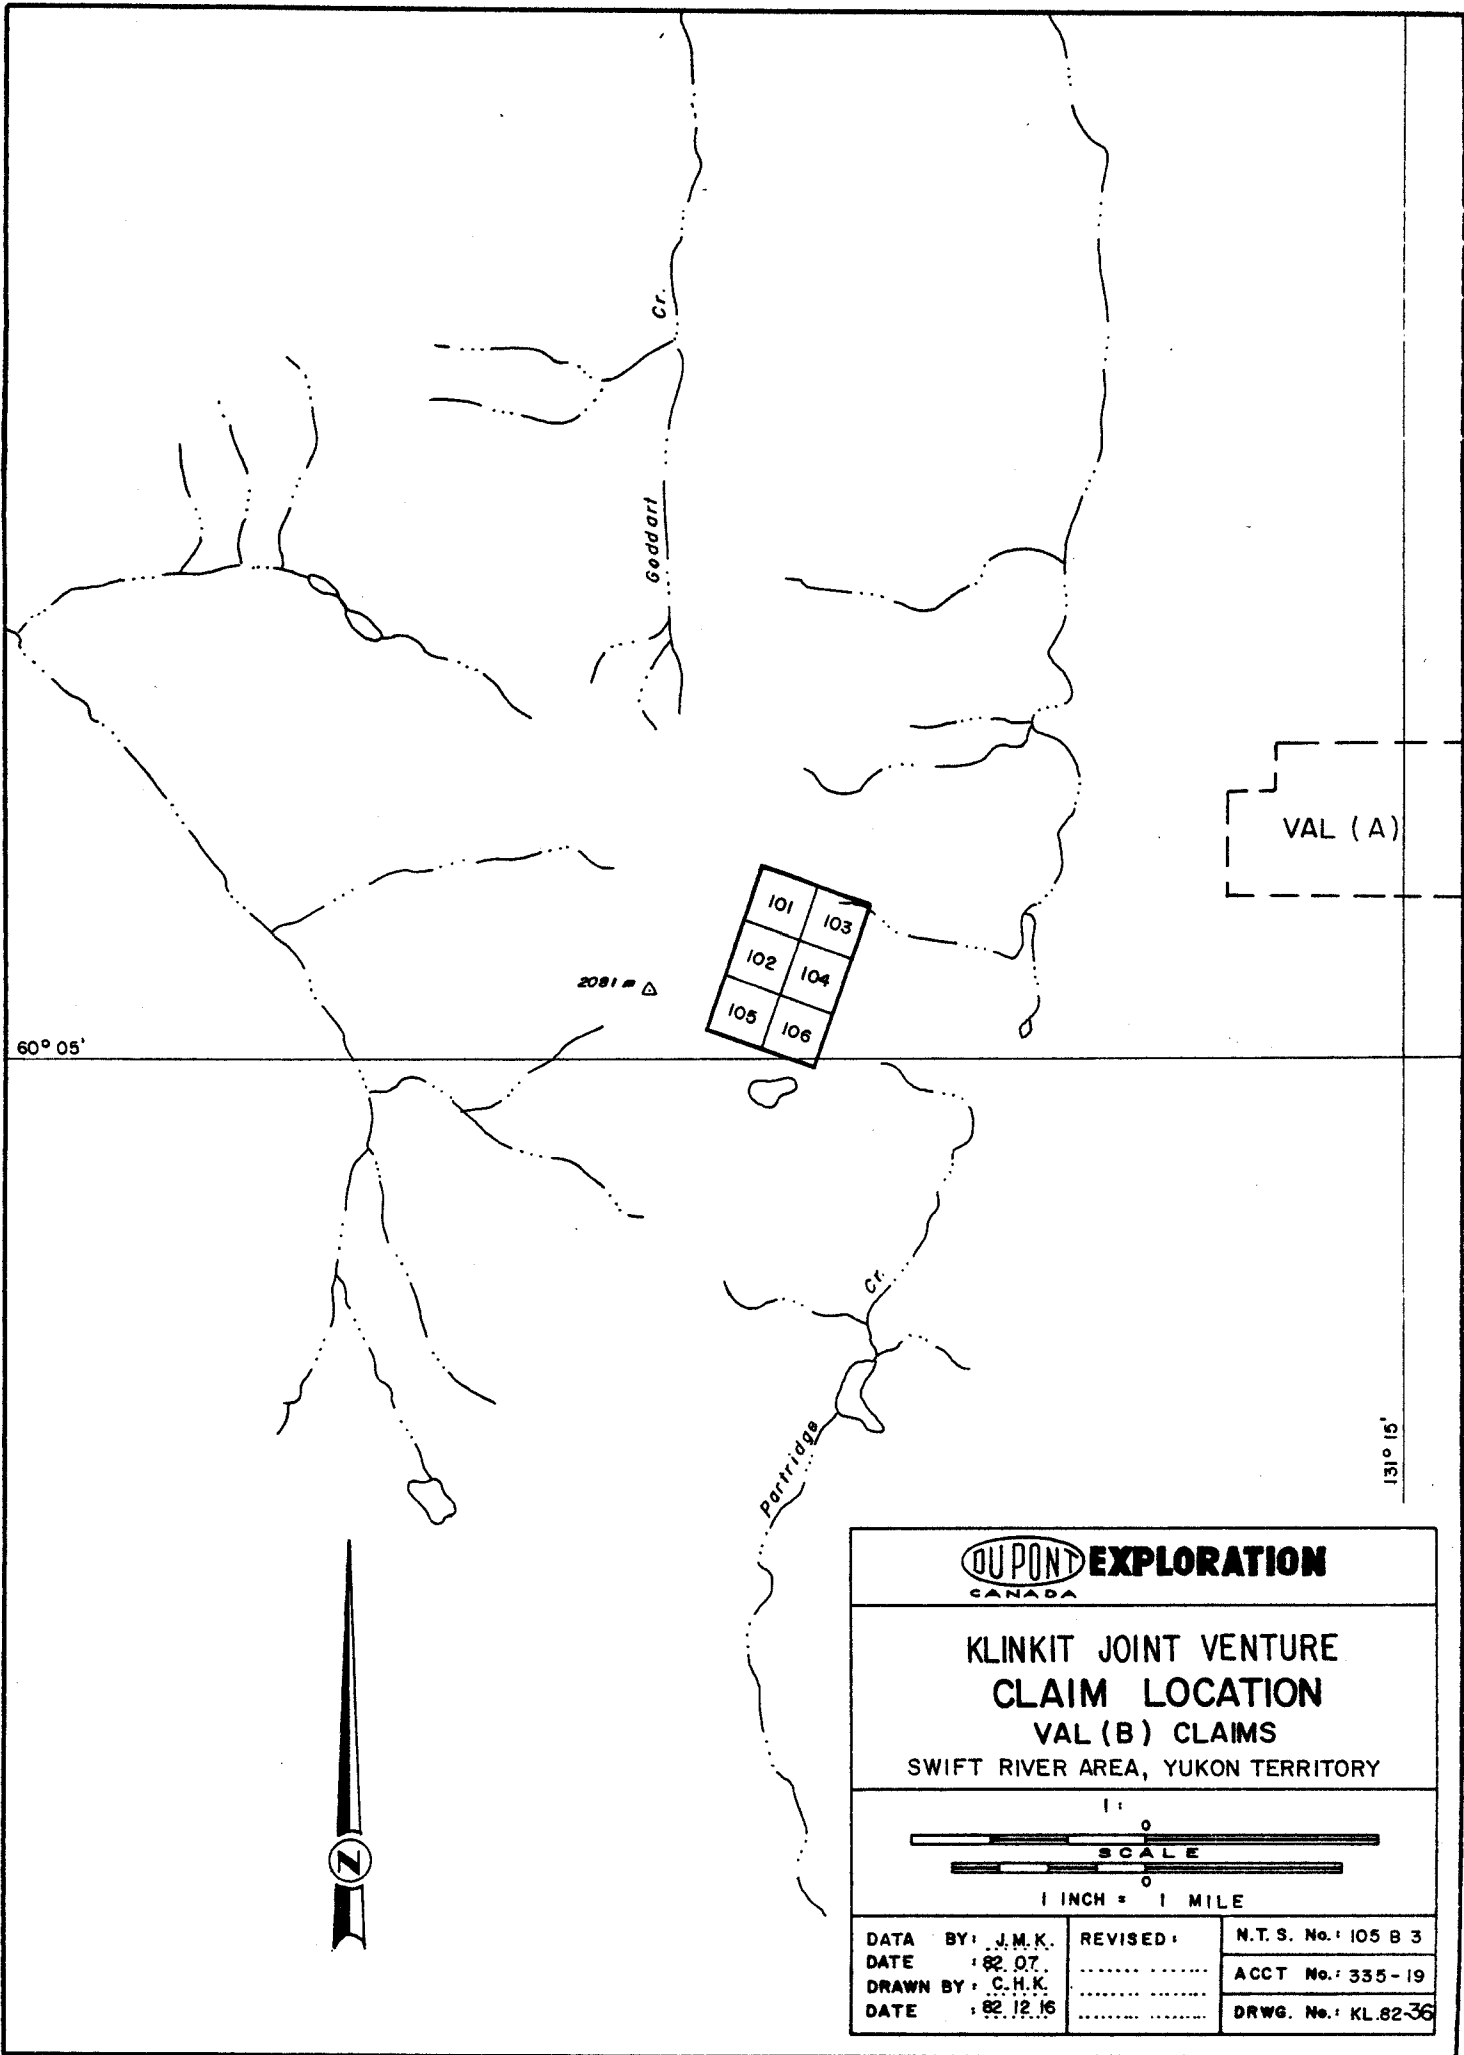 Cr.
Goddart
VAL (A)
101
103
102
104
105
106
2081 m
60° 05'
Cr.
Partridge
131° 15'
DU PONT EXPLORATION
CANADA
KLINKIT JOINT VENTURE
CLAIM LOCATION
VAL (B) CLAIMS
SWIFT RIVER AREA, YUKON TERRITORY
1 :
0
SCALE
0
1 INCH = 1 MILE
DATA BY: J.M.K.
DATE : 82 07
DRAWN BY: C.H.K.
DATE : 82 12 16
REVISED:
N.T.S. No.: 105 B 3
ACCT No.: 335-19
DRWG. No.: KL.82-36
N